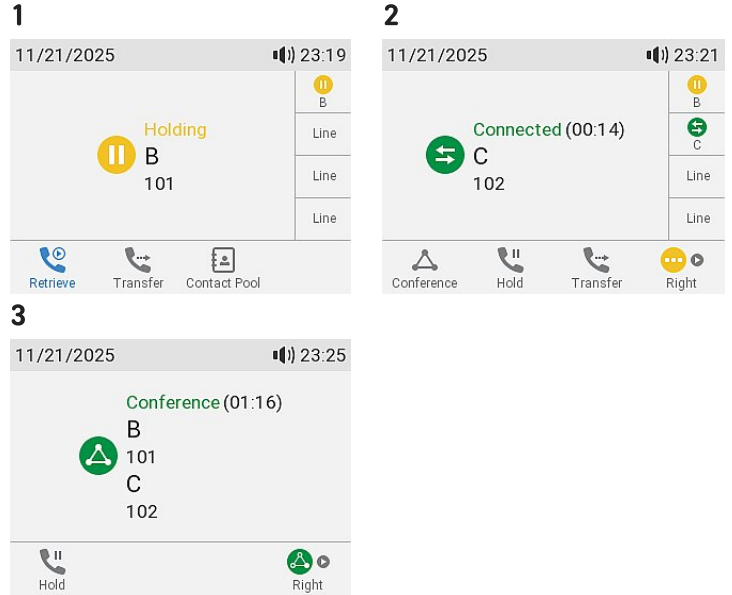 1
11/21/2025 23:19
B
Holding
B
101
Line
Line
Line
Retrieve Transfer Contact Pool
2
11/21/2025 23:21
B
Connected (00:14)
C
102
C
Line
Line
Conference Hold Transfer Right
3
11/21/2025 23:25
Conference (01:16)
B
101
C
102
Hold Right